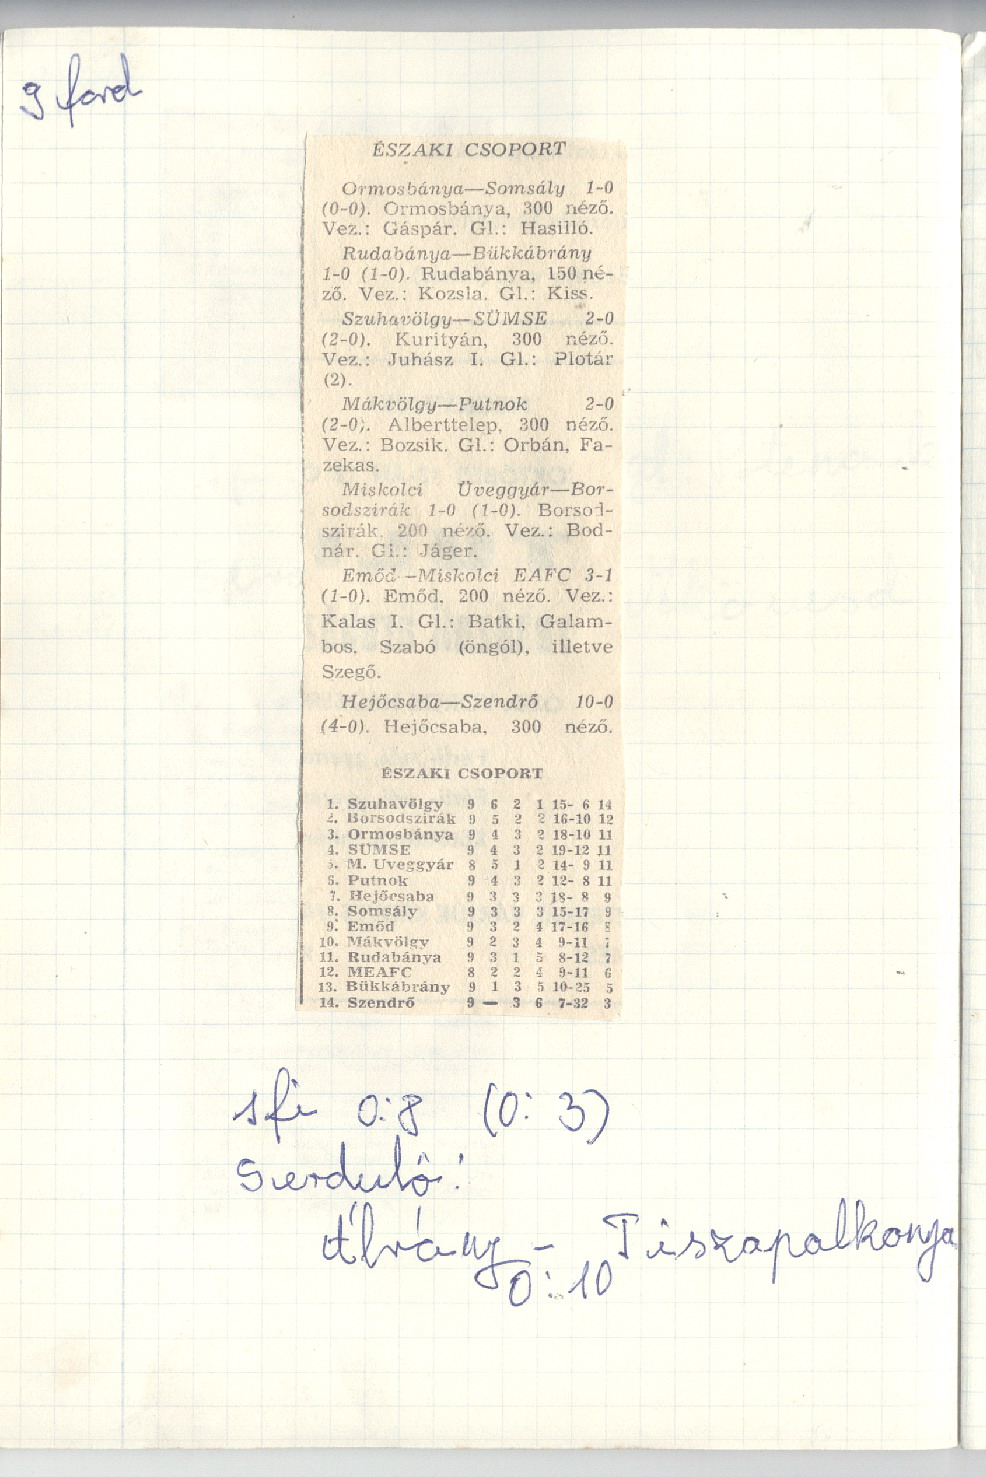 9 ford
ÉSZAKI CSOPORT
Ormosbánya—Somsály 1-0
(0-0). Ormosbánya, 300 néző.
Vez.: Gáspár. Gl.: Hasilló.
Rudabánya—Bükkábrány
1-0 (1-0). Rudabánya, 150 né-
ző. Vez.: Kozsla. Gl.: Kiss.
Szuhavölgy—SÜMSE 2-0
(2-0). Kurityán, 300 néző.
Vez.: Juhász I. Gl.: Plotár
(2).
Mákvölgy—Putnok 2-0
(2-0). Alberttelep, 300 néző.
Vez.: Bozsik. Gl.: Orbán, Fa-
zekas.
Miskolci Üveggyár—Bor-
sodszirák 1-0 (1-0). Borsod-
szirák, 200 néző. Vez.: Bod-
nár. Gl.: Jáger.
Emőd—Miskolci EAFC 3-1
(1-0). Emőd, 200 néző. Vez.:
Kalas I. Gl.: Batki, Galam-
bos, Szabó (öngól), illetve
Szegő.
Hejőcsaba—Szendrő 10-0
(4-0). Hejőcsaba, 300 néző.
ÉSZAKI CSOPORT
1. Szuhavölgy 9 6 2 1 15- 6 14
2. Borsodszirák 9 5 2 2 16-10 12
3. Ormosbánya 9 4 3 2 18-10 11
4. SÜMSE 9 4 3 2 19-12 11
5. M. Uveggyár 8 5 1 2 14- 9 11
6. Putnok 9 4 3 2 12- 8 11
7. Hejőcsaba 9 3 3 3 18- 8 9
8. Somsály 9 3 3 3 15-17 9
9. Emőd 9 3 2 4 17-16 8
10. Mákvölgy 9 2 3 4 9-11 7
11. Rudabánya 9 3 1 5 8-12 7
12. MEAFC 8 2 2 4 9-11 6
13. Bükkábrány 9 1 3 5 10-25 5
14. Szendrő 9 — 3 6 7-32 3
Ifi 0:8 (0:3)
Serdülő:
Ábrány - Tiszapalkonya
0:10